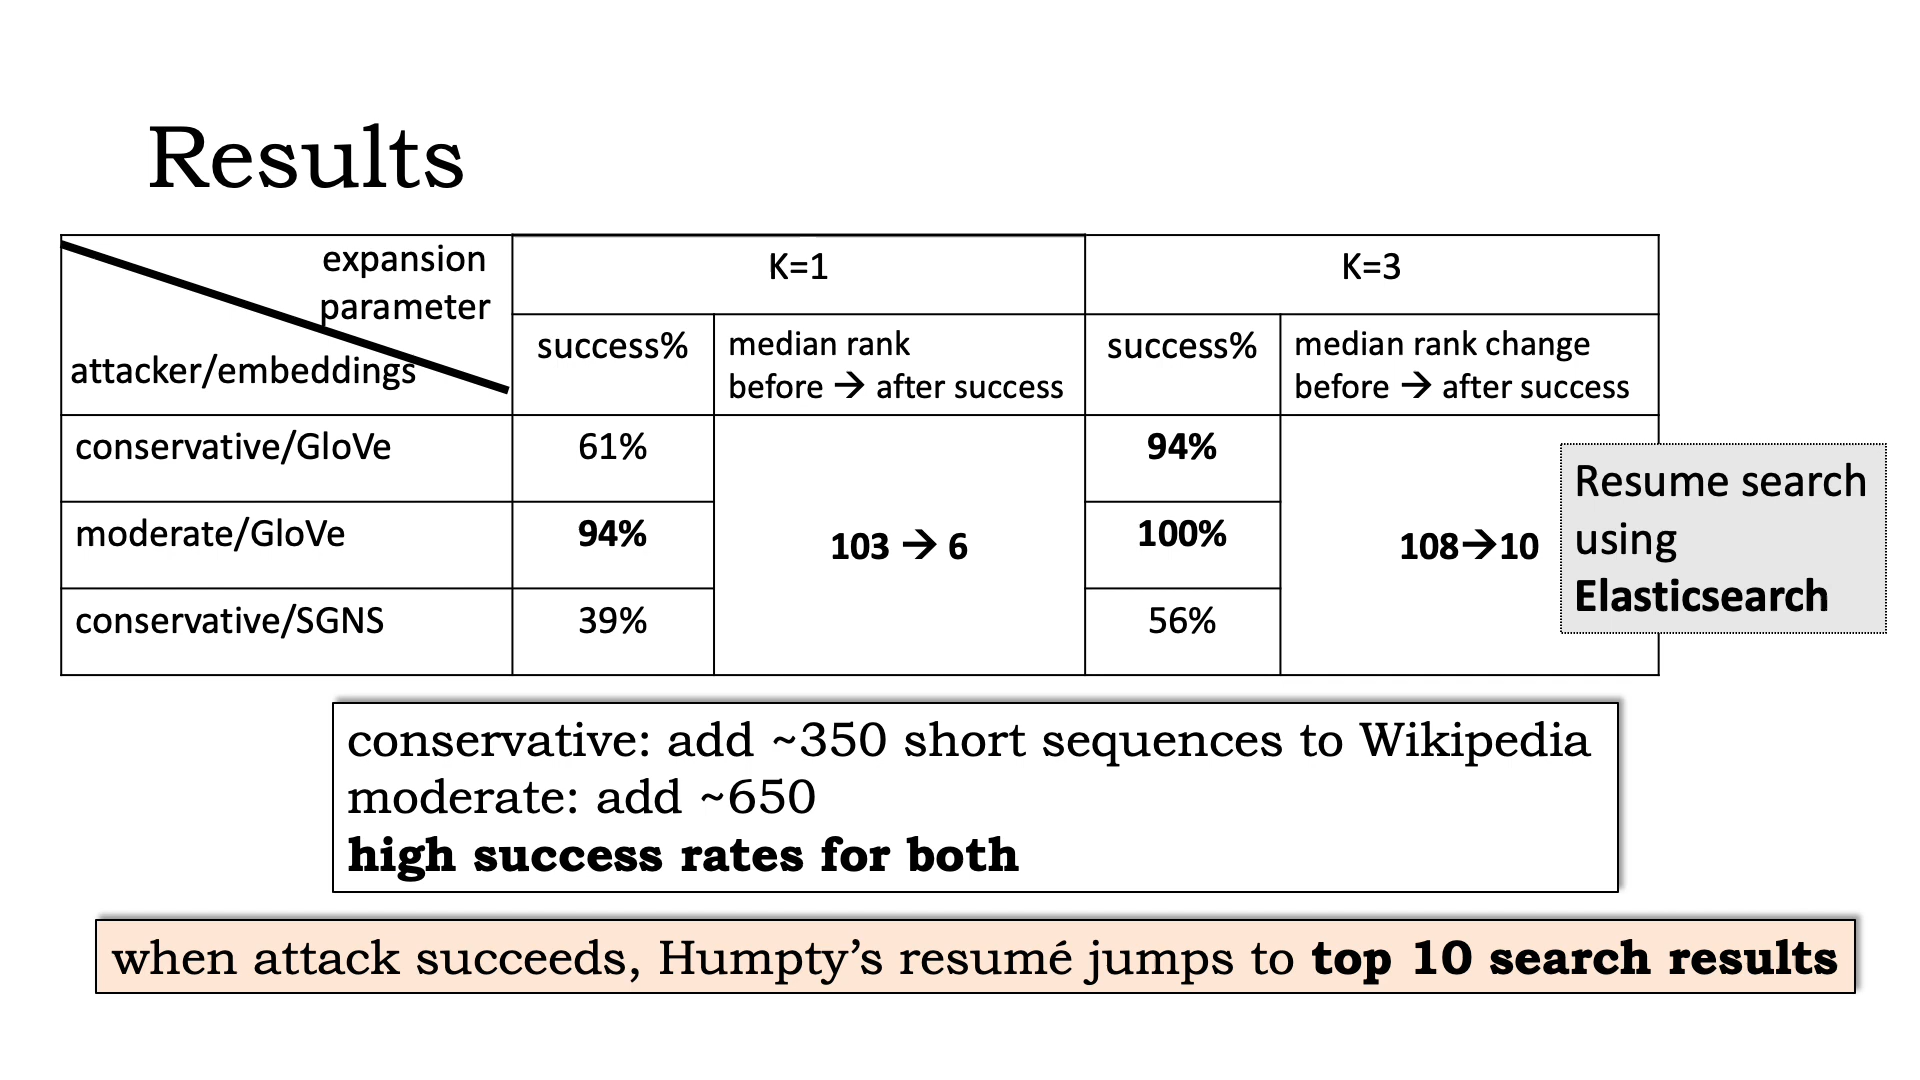 Results
expansion
parameter
attacker/embeddings
K=1
K=3
success%
median rank
before → after success
success%
median rank change
before → after success
conservative/GloVe
61%
94%
moderate/GloVe
94%
103 → 6
100%
108→10
conservative/SGNS
39%
56%
Resume search
using
Elasticsearch
conservative: add ~350 short sequences to Wikipedia
moderate: add ~650
high success rates for both
when attack succeeds, Humpty’s resumé jumps to top 10 search results